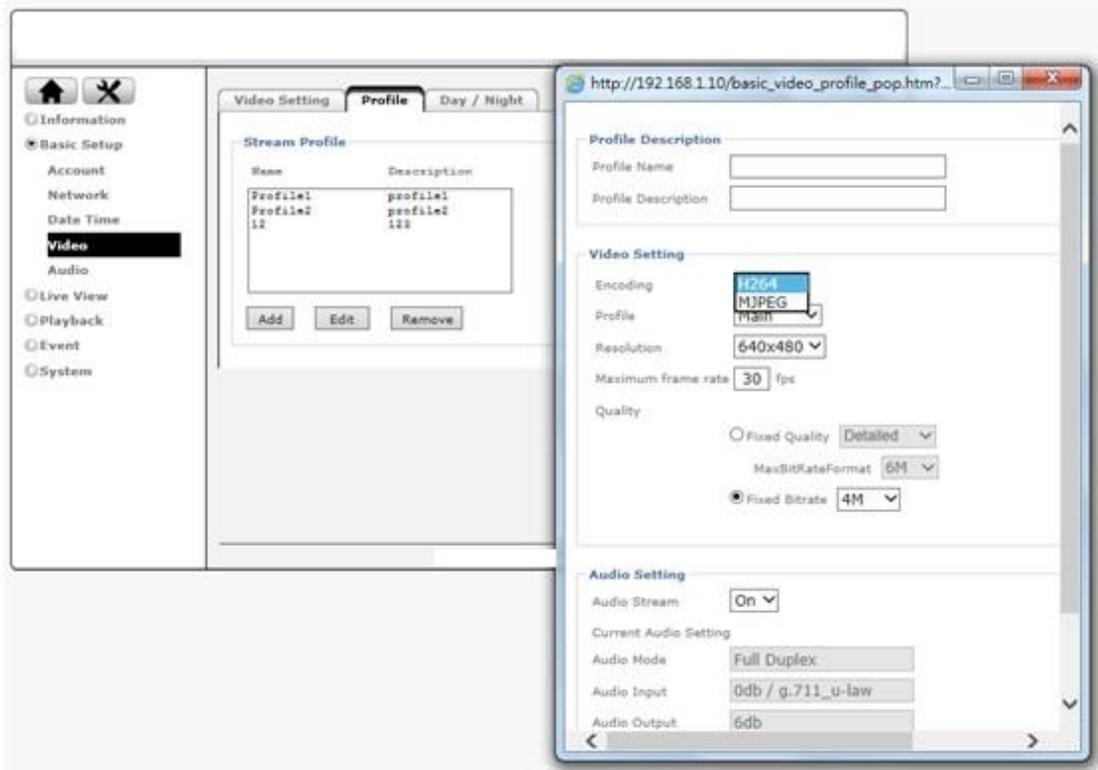 http://192.168.1.10/basic_video_profile_pop.htm?...
Information
Basic Setup
Account
Network
Date Time
Video
Audio
Live View
Playback
Event
System
Video Setting
Profile
Day / Night
Stream Profile
Name Description
Profile1 profile1
Profile2 profile2
12 123
Add Edit Remove
Profile Description
Profile Name
Profile Description
Video Setting
Encoding H264
MJPEG
Profile Main
Resolution 640x480
Maximum frame rate 30 fps
Quality
Fixed Quality Detailed
MaxBitRateFormat 6M
Fixed Bitrate 4M
Audio Setting
Audio Stream On
Current Audio Setting
Audio Mode Full Duplex
Audio Input 0db / g.711_u-law
Audio Output 6db